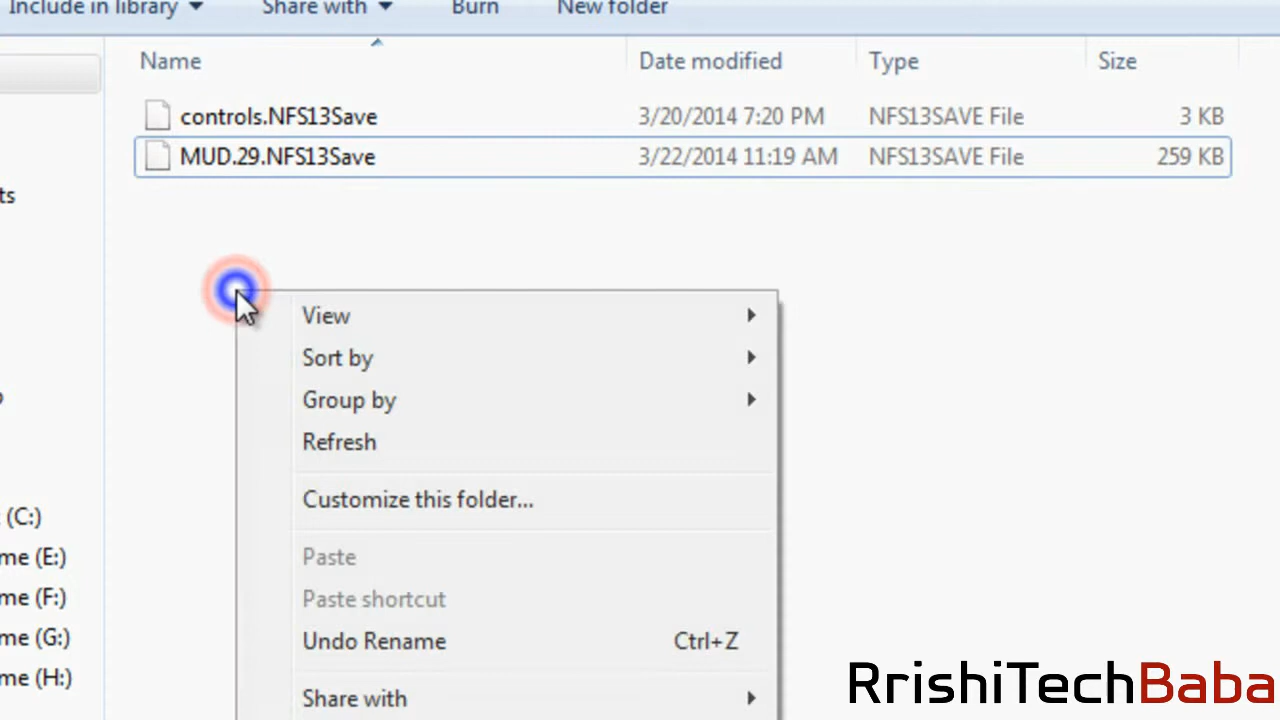 Include in library Share with Burn New folder
Name Date modified Type Size
controls.NFS13Save 3/20/2014 7:20 PM NFS13SAVE File 3 KB
MUD.29.NFS13Save 3/22/2014 11:19 AM NFS13SAVE File 259 KB
ts
View
Sort by
Group by
Refresh
Customize this folder...
(C:)
me (E:)
Paste
me (F:)
Paste shortcut
me (G:)
Undo Rename Ctrl+Z
me (H:)
Share with
RrishiTechBaba